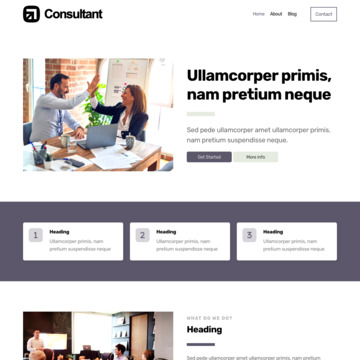 Consultant
Home About Blog Contact
Ullamcorper primis,
nam pretium neque
Sed pede ullamcorper amet ullamcorper primis,
nam pretium suspendisse neque.
Get Started More info
1 Heading
Ullamcorper primis, nam
pretium suspendisse neque
2 Heading
Ullamcorper primis, nam
pretium suspendisse neque
3 Heading
Ullamcorper primis, nam
pretium suspendisse neque
WHAT DO WE DO?
Heading
Sed pede ullamcorper amet ullamcorper primis, nam